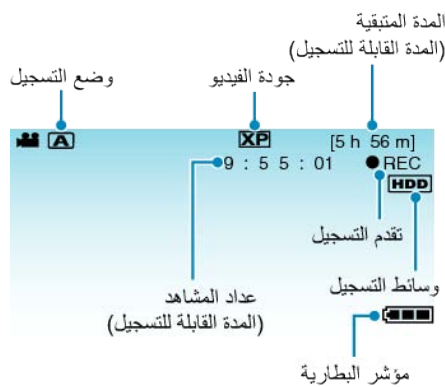 المدة المتبقية
(المدة القابلة للتسجيل)
جودة الفيديو
وضع التسجيل
A
XP
[5 h 56 m]
9 : 5 5 : 01
REC
HDD
تقدم التسجيل
وسائط التسجيل
عداد المشاهد
(المدة القابلة للتسجيل)
مؤشر البطارية